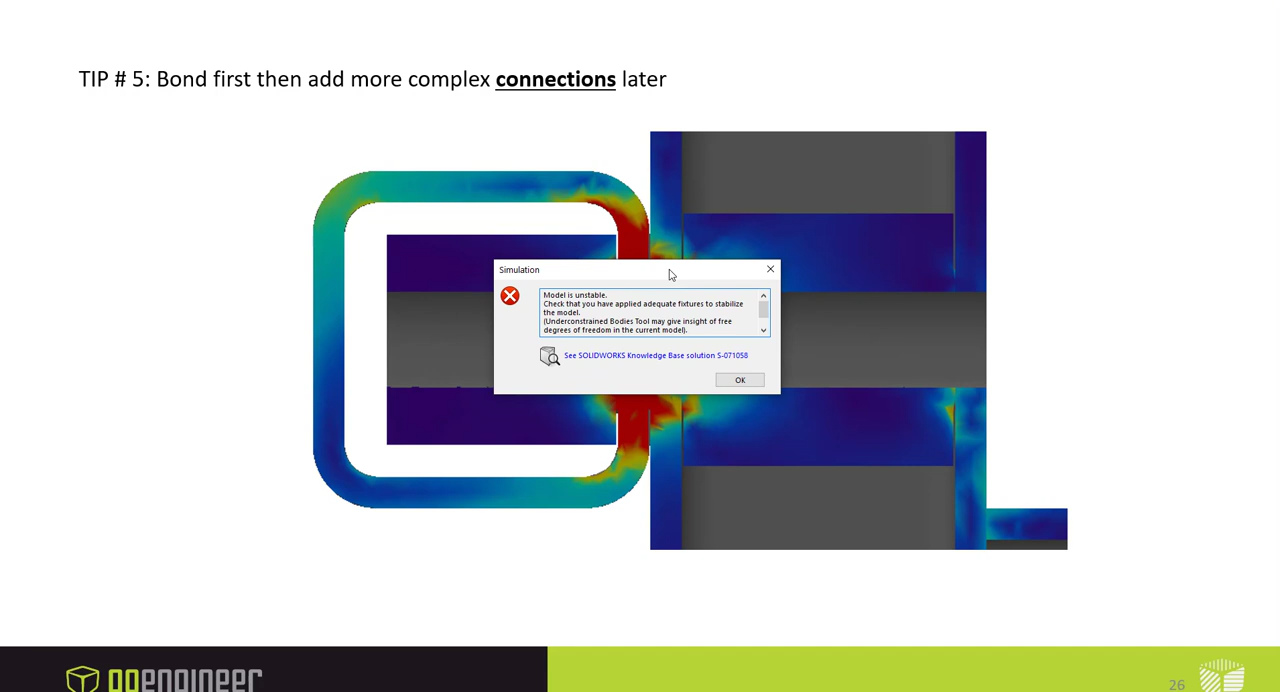 TIP # 5: Bond first then add more complex connections later
Simulation
Model is unstable.
Check that you have applied adequate fixtures to stabilize
the model.
(Underconstrained Bodies Tool may give insight of free
degrees of freedom in the current model).
See SOLIDWORKS Knowledge Base solution S-071058
OK
goengineer
26